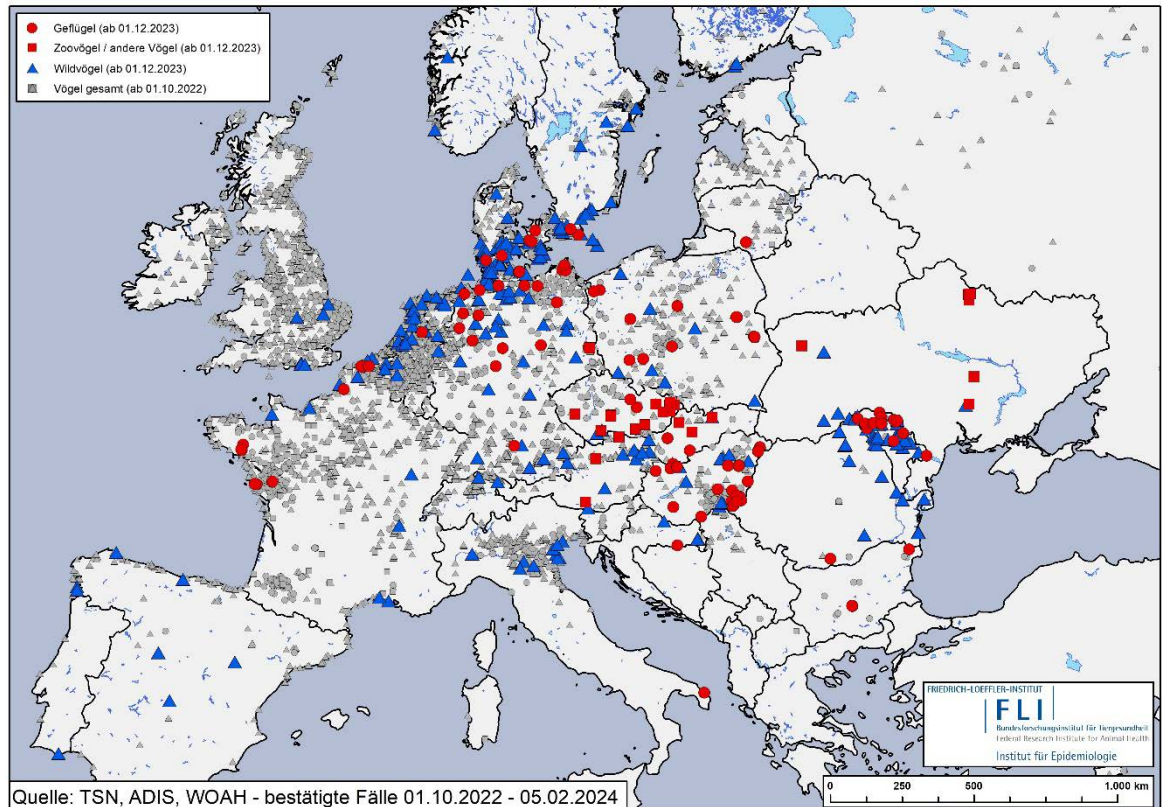 Geflügel (ab 01.12.2023)
Zoovögel / andere Vögel (ab 01.12.2023)
Wildvögel (ab 01.12.2023)
Vögel gesamt (ab 01.10.2022)
FRIEDRICH-LOEFFLER-INSTITUT
FLI
Bundesforschungsinstitut für Tiergesundheit
Federal Research Institute for Animal Health
Institut für Epidemiologie
0 250 500 1.000 km
Quelle: TSN, ADIS, WOAH - bestätigte Fälle 01.10.2022 - 05.02.2024